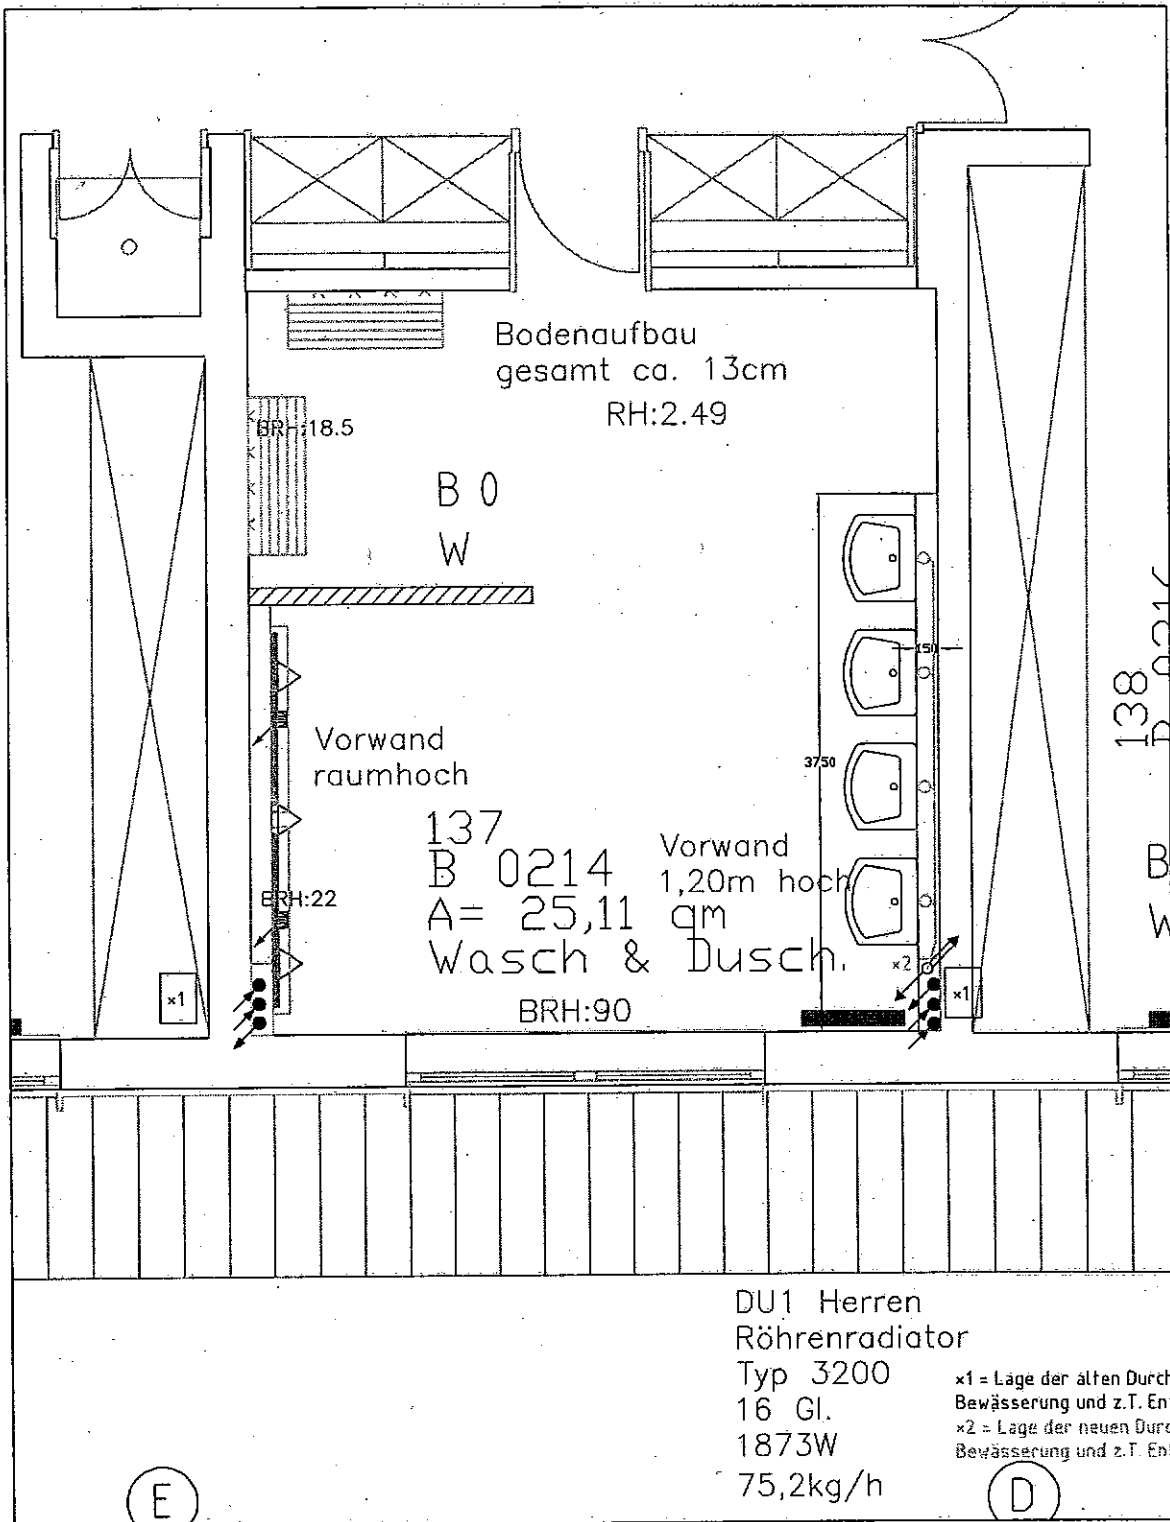 Bodenaufbau
gesamt ca. 13cm
RH:2.49
BRH:18.5
B 0
W
150
138
Vorwand
raumhoch
3750
137
B 0214
A= 25,11 qm
Wasch & Dusch.
Vorwand
1,20m hoch
B
W
BRH:22
x2
x1
x1
BRH:90
DU1 Herren
Röhrenradiator
Typ 3200
16 Gl.
1873W
75,2kg/h
x1 = Lage der alten Durch
Bewässerung und z.T. En
x2 = Lage der neuen Durc
Bewässerung und z.T. En
E
D